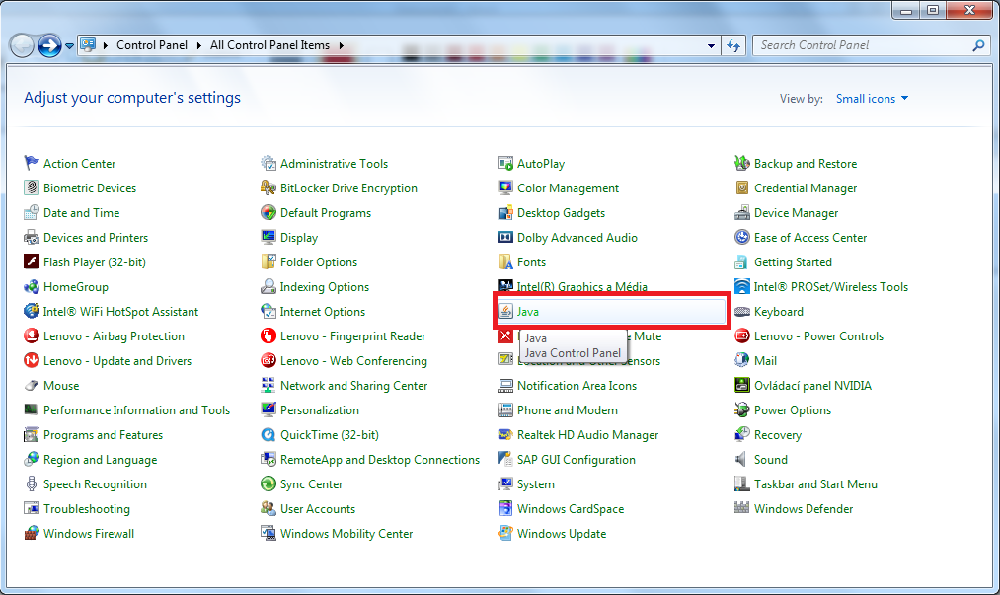 Control Panel All Control Panel Items
Search Control Panel
Adjust your computer's settings
View by: Small icons
Action Center Administrative Tools AutoPlay Backup and Restore
Biometric Devices BitLocker Drive Encryption Color Management Credential Manager
Date and Time Default Programs Desktop Gadgets Device Manager
Devices and Printers Display Dolby Advanced Audio Ease of Access Center
Flash Player (32-bit) Folder Options Fonts Getting Started
HomeGroup Indexing Options Intel(R) Graphics a Média Intel® PROSet/Wireless Tools
Intel® WiFi HotSpot Assistant Internet Options Java Keyboard
Lenovo - Airbag Protection Lenovo - Fingerprint Reader Mute Lenovo - Power Controls
Java
Java Control Panel
Lenovo - Update and Drivers Lenovo - Web Conferencing Location and Other Sensors Mail
Mouse Network and Sharing Center Notification Area Icons Ovládací panel NVIDIA
Performance Information and Tools Personalization Phone and Modem Power Options
Programs and Features QuickTime (32-bit) Realtek HD Audio Manager Recovery
Region and Language RemoteApp and Desktop Connections SAP GUI Configuration Sound
Speech Recognition Sync Center System Taskbar and Start Menu
Troubleshooting User Accounts Windows CardSpace Windows Defender
Windows Firewall Windows Mobility Center Windows Update